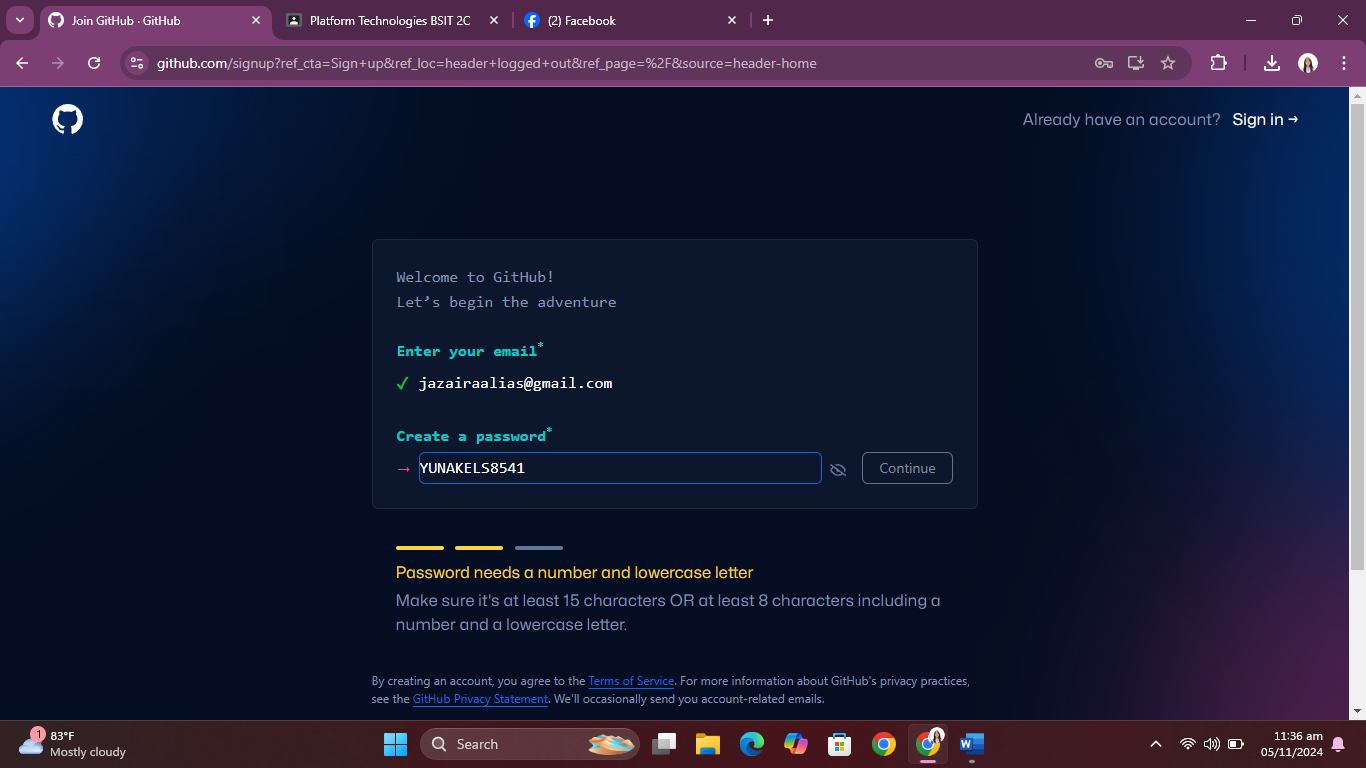 Join GitHub · GitHub
Platform Technologies BSIT 2C
(2) Facebook
github.com/signup?ref_cta=Sign+up&ref_loc=header+logged+out&ref_page=%2F&source=header-home
Already have an account? Sign in →
Welcome to GitHub!
Let’s begin the adventure
Enter your email*
✓ jazairaalias@gmail.com
Create a password*
→ YUNAKELS8541 Continue
Password needs a number and lowercase letter
Make sure it's at least 15 characters OR at least 8 characters including a
number and a lowercase letter.
By creating an account, you agree to the Terms of Service. For more information about GitHub's privacy practices,
see the GitHub Privacy Statement. We'll occasionally send you account-related emails.
1
83°F
Mostly cloudy
Search
W
11:36 am
05/11/2024